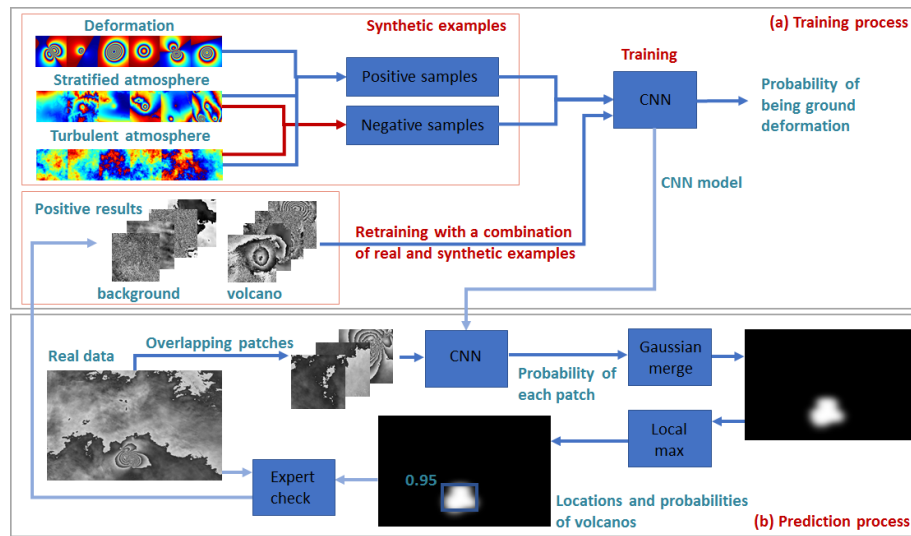 (a) Training process
Synthetic examples
Deformation
Stratified atmosphere
Turbulent atmosphere
Positive samples
Negative samples
Training
CNN
Probability of
being ground
deformation
CNN model
Positive results
background
volcano
Retraining with a combination
of real and synthetic examples
Real data
Overlapping patches
CNN
Probability of
each patch
Gaussian
merge
Local
max
0.95
Locations and probabilities
of volcanos
Expert
check
(b) Prediction process